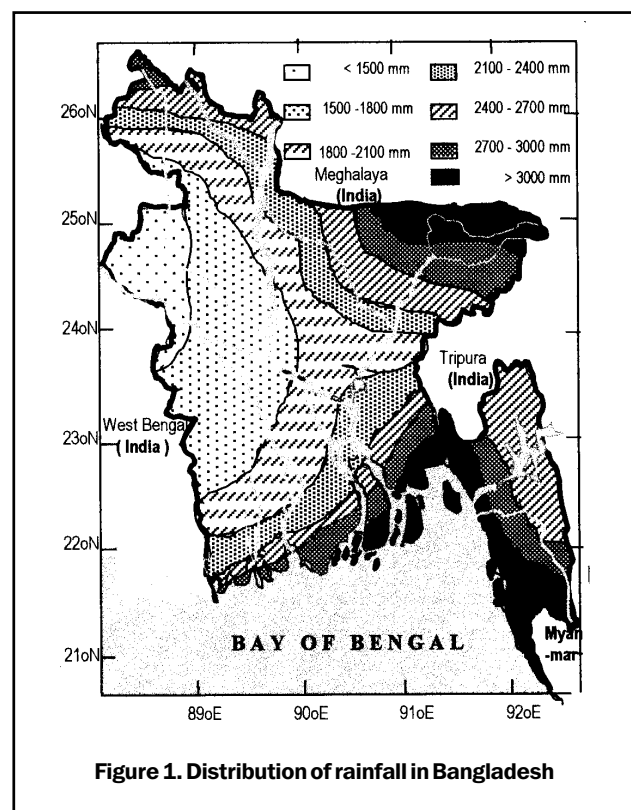 < 1500 mm
2100 - 2400 mm
26oN
1500 -1800 mm
2400 - 2700 mm
1800 -2100 mm
2700 - 3000 mm
Meghalaya
(India)
> 3000 mm
25oN
24oN
Tripura
(India)
West Bengal
( India )
23oN
22oN
BAY OF BENGAL
Myan
-mar
21oN
89oE
90oE
91oE
92oE
Figure 1. Distribution of rainfall in Bangladesh